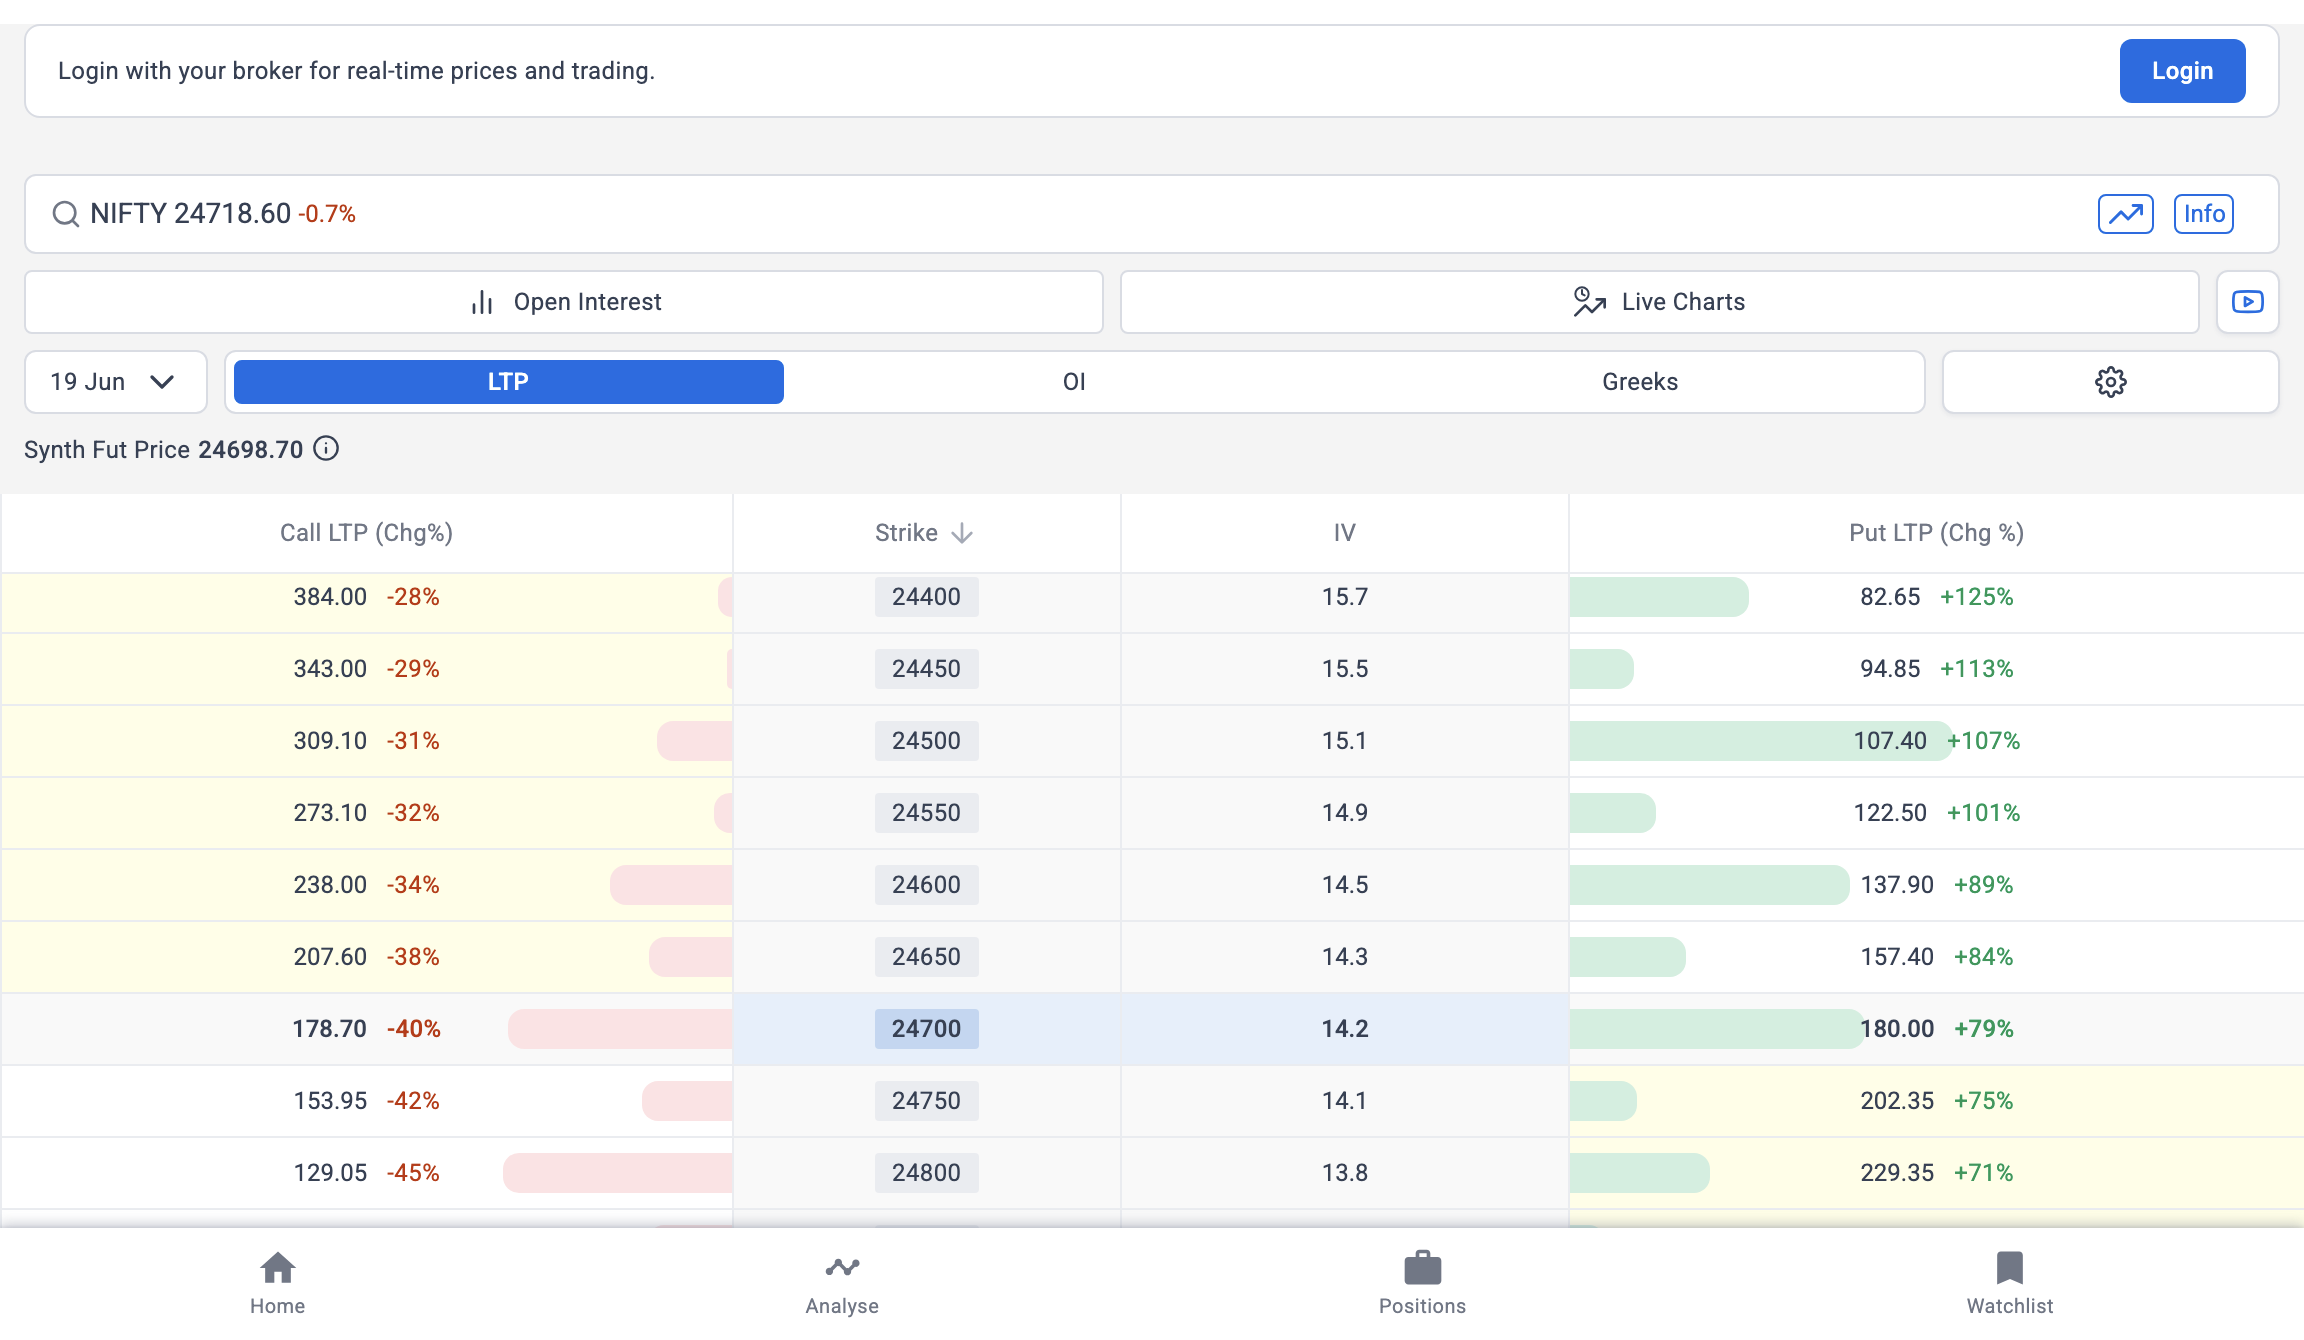 Login with your broker for real-time prices and trading. Login
NIFTY 24718.60 -0.7% Info
Open Interest Live Charts
19 Jun LTP OI Greeks
Synth Fut Price 24698.70
Call LTP (Chg%) Strike IV Put LTP (Chg %)
384.00 -28% 24400 15.7 82.65 +125%
343.00 -29% 24450 15.5 94.85 +113%
309.10 -31% 24500 15.1 107.40 +107%
273.10 -32% 24550 14.9 122.50 +101%
238.00 -34% 24600 14.5 137.90 +89%
207.60 -38% 24650 14.3 157.40 +84%
178.70 -40% 24700 14.2 180.00 +79%
153.95 -42% 24750 14.1 202.35 +75%
129.05 -45% 24800 13.8 229.35 +71%
Home Analyse Positions Watchlist